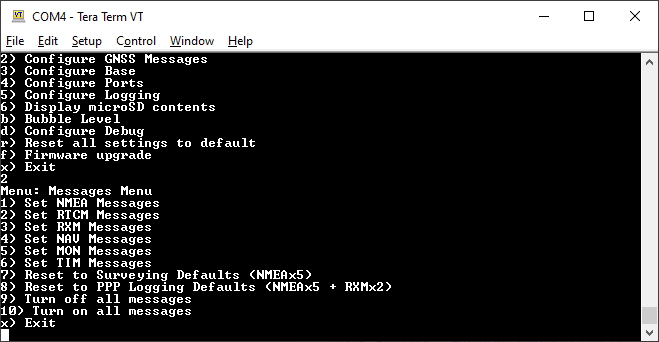 COM4 - Tera Term VT
File Edit Setup Control Window Help
2) Configure GNSS Messages
3) Configure Base
4) Configure Ports
5) Configure Logging
6) Display microSD contents
b) Bubble Level
d) Configure Debug
r) Reset all settings to default
f) Firmware upgrade
x) Exit
2
Menu: Messages Menu
1) Set NMEA Messages
2) Set RTCM Messages
3) Set RXM Messages
4) Set NAV Messages
5) Set MON Messages
6) Set TIM Messages
7) Reset to Surveying Defaults (NMEAx5)
8) Reset to PPP Logging Defaults (NMEAx5 + RXMx2)
9) Turn off all messages
10) Turn on all messages
x) Exit